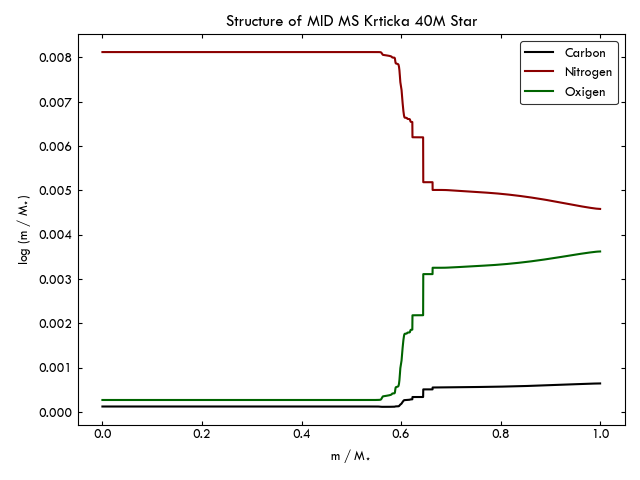 Structure of MID MS Krticka 40M Star
Carbon
Nitrogen
Oxigen
log (m / M*)
0.008
0.007
0.006
0.005
0.004
0.003
0.002
0.001
0.000
0.0 0.2 0.4 0.6 0.8 1.0
m / M*